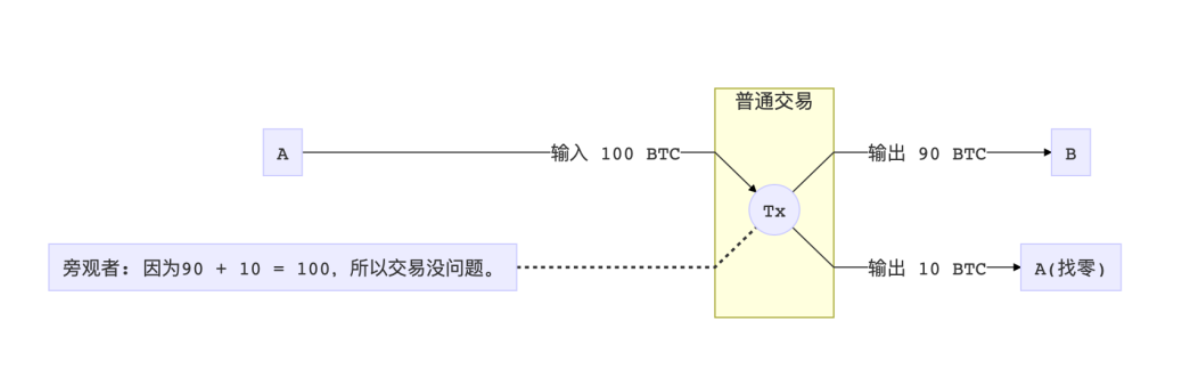 普通交易
A
输入 100 BTC
输出 90 BTC
B
Tx
旁观者：因为90 + 10 = 100，所以交易没问题。
输出 10 BTC
A(找零)